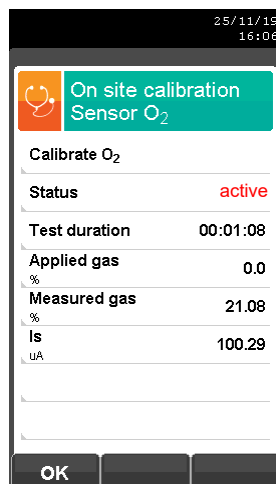 25/11/19
16:06
On site calibration
Sensor O₂
Calibrate O₂
Status active
Test duration 00:01:08
Applied gas 0.0
%
Measured gas 21.08
%
Is 100.29
uA
OK